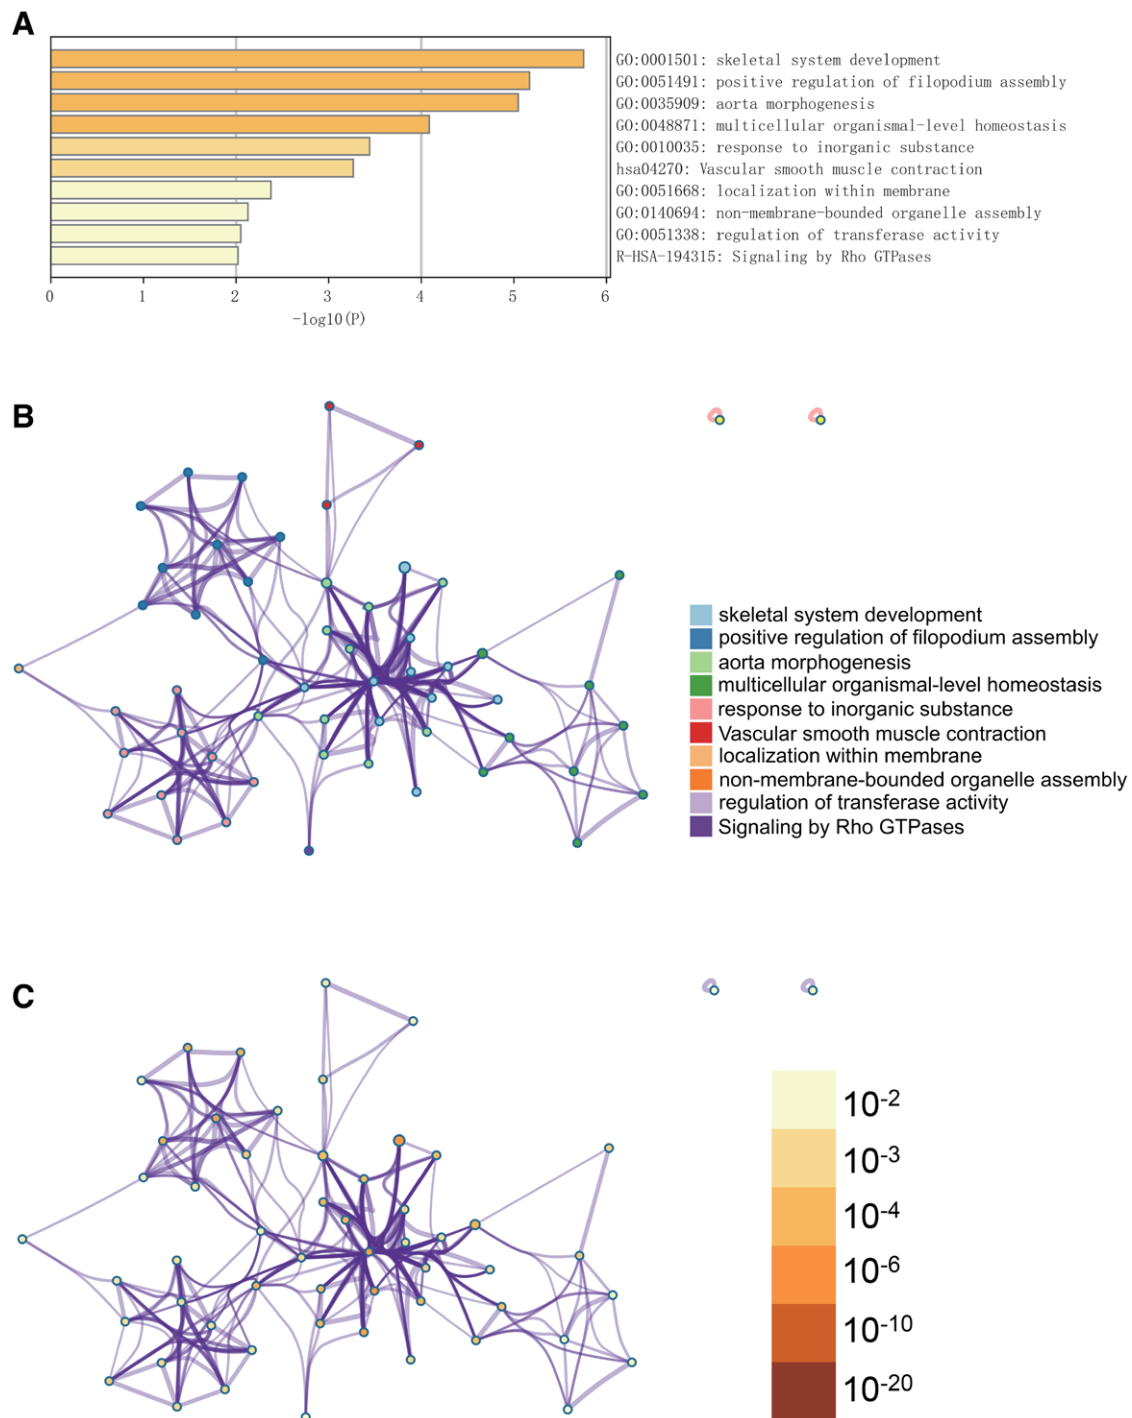 A
GO:0001501: skeletal system development
GO:0051491: positive regulation of filopodium assembly
GO:0035909: aorta morphogenesis
GO:0048871: multicellular organismal-level homeostasis
GO:0010035: response to inorganic substance
hsa04270: Vascular smooth muscle contraction
GO:0051668: localization within membrane
GO:0140694: non-membrane-bounded organelle assembly
GO:0051338: regulation of transferase activity
R-HSA-194315: Signaling by Rho GTPases
0 1 2 3 4 5 6
-log10(P)
B
skeletal system development
positive regulation of filopodium assembly
aorta morphogenesis
multicellular organismal-level homeostasis
response to inorganic substance
Vascular smooth muscle contraction
localization within membrane
non-membrane-bounded organelle assembly
regulation of transferase activity
Signaling by Rho GTPases
C
10-2
10-3
10-4
10-6
10-10
10-20